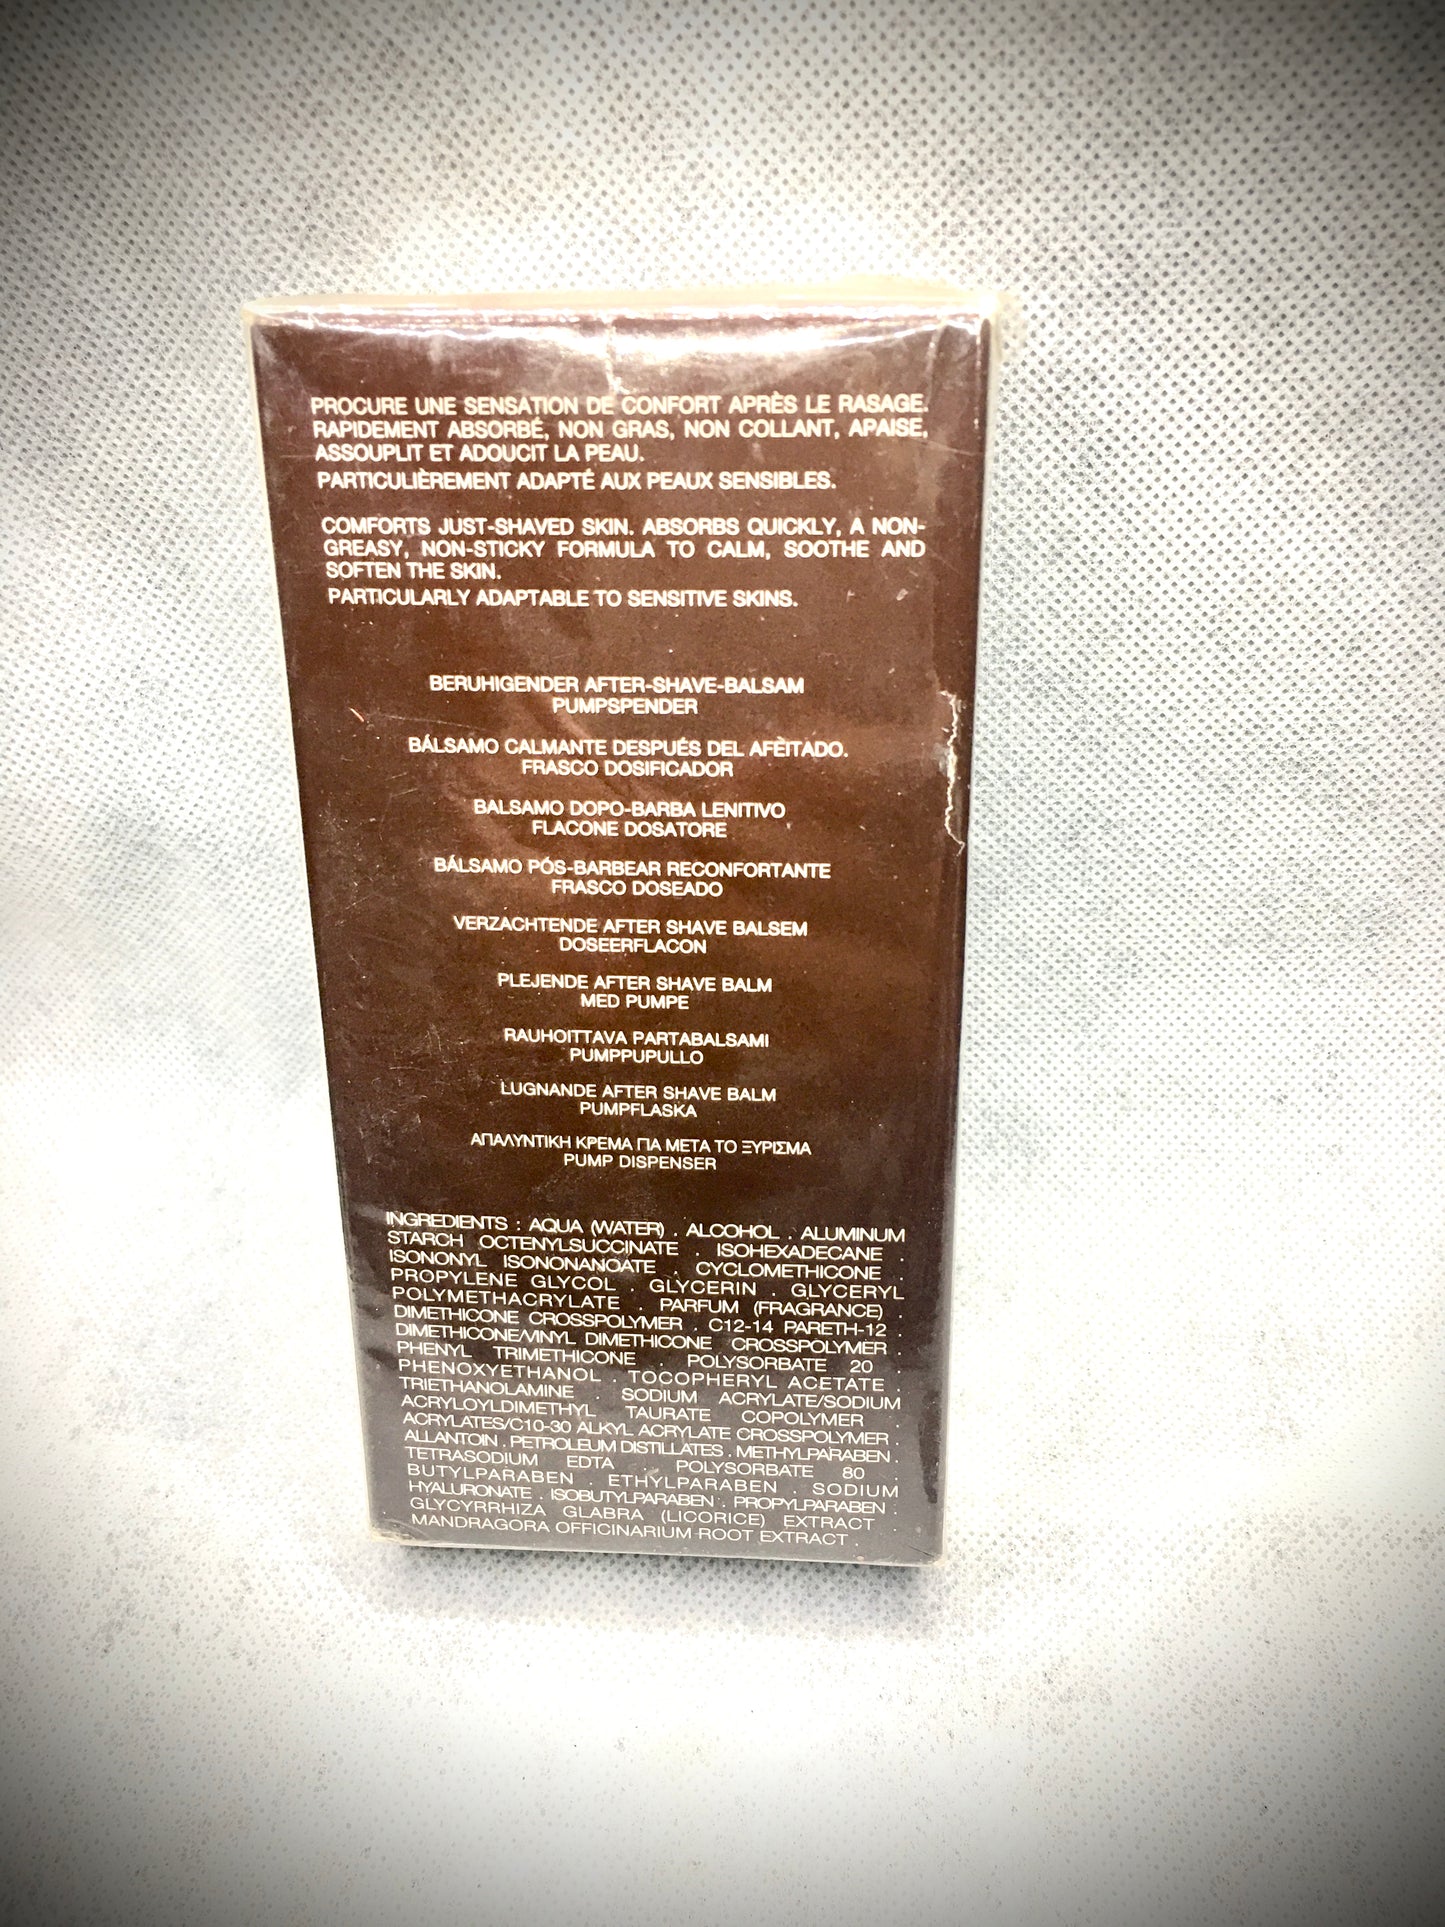 PROCURE UNE SENSATION DE CONFORT APRÈS LE RASAGE.
RAPIDEMENT ABSORBÉ, NON GRAS, NON COLLANT, APAISE,
ASSOUPLIT ET ADOUCIT LA PEAU.
PARTICULIÈREMENT ADAPTÉ AUX PEAUX SENSIBLES.
COMFORTS JUST-SHAVED SKIN. ABSORBS QUICKLY, A NON-
GREASY, NON-STICKY FORMULA TO CALM, SOOTHE AND
SOFTEN THE SKIN.
PARTICULARLY ADAPTABLE TO SENSITIVE SKINS.
BERUHIGENDER AFTER-SHAVE-BALSAM
PUMPSPENDER
BÁLSAMO CALMANTE DESPUÉS DEL AFEITADO.
FRASCO DOSIFICADOR
BALSAMO DOPO-BARBA LENITIVO
FLACONE DOSATORE
BÁLSAMO PÓS-BARBEAR RECONFORTANTE
FRASCO DOSEADO
VERZACHTENDE AFTER SHAVE BALSEM
DOSEERFLACON
PLEJENDE AFTER SHAVE BALM
MED PUMPE
RAUHOITTAVA PARTABALSAMI
PUMPPUPULLO
LUGNANDE AFTER SHAVE BALM
PUMPFLASKA
ΑΠΑΛΥΝΤΙΚΗ ΚΡΕΜΑ ΓΙΑ ΜΕΤΑ ΤΟ ΞΥΡΙΣΜΑ
PUMP DISPENSER
INGREDIENTS : AQUA (WATER) . ALCOHOL . ALUMINUM
STARCH OCTENYLSUCCINATE . ISOHEXADECANE .
ISONONYL ISONONANOATE . CYCLOMETHICONE .
PROPYLENE GLYCOL . GLYCERIN . GLYCERYL
POLYMETHACRYLATE . PARFUM (FRAGRANCE) .
DIMETHICONE CROSSPOLYMER . C12-14 PARETH-12 .
DIMETHICONE/VINYL DIMETHICONE CROSSPOLYMER .
PHENYL TRIMETHICONE . POLYSORBATE 20 .
PHENOXYETHANOL . TOCOPHERYL ACETATE .
TRIETHANOLAMINE . SODIUM ACRYLATE/SODIUM
ACRYLOYLDIMETHYL TAURATE COPOLYMER .
ACRYLATES/C10-30 ALKYL ACRYLATE CROSSPOLYMER .
ALLANTOIN . PETROLEUM DISTILLATES . METHYLPARABEN .
TETRASODIUM EDTA . POLYSORBATE 80 .
BUTYLPARABEN . ETHYLPARABEN . SODIUM
HYALURONATE . ISOBUTYLPARABEN . PROPYLPARABEN .
GLYCYRRHIZA GLABRA (LICORICE) EXTRACT .
MANDRAGORA OFFICINARIUM ROOT EXTRACT .